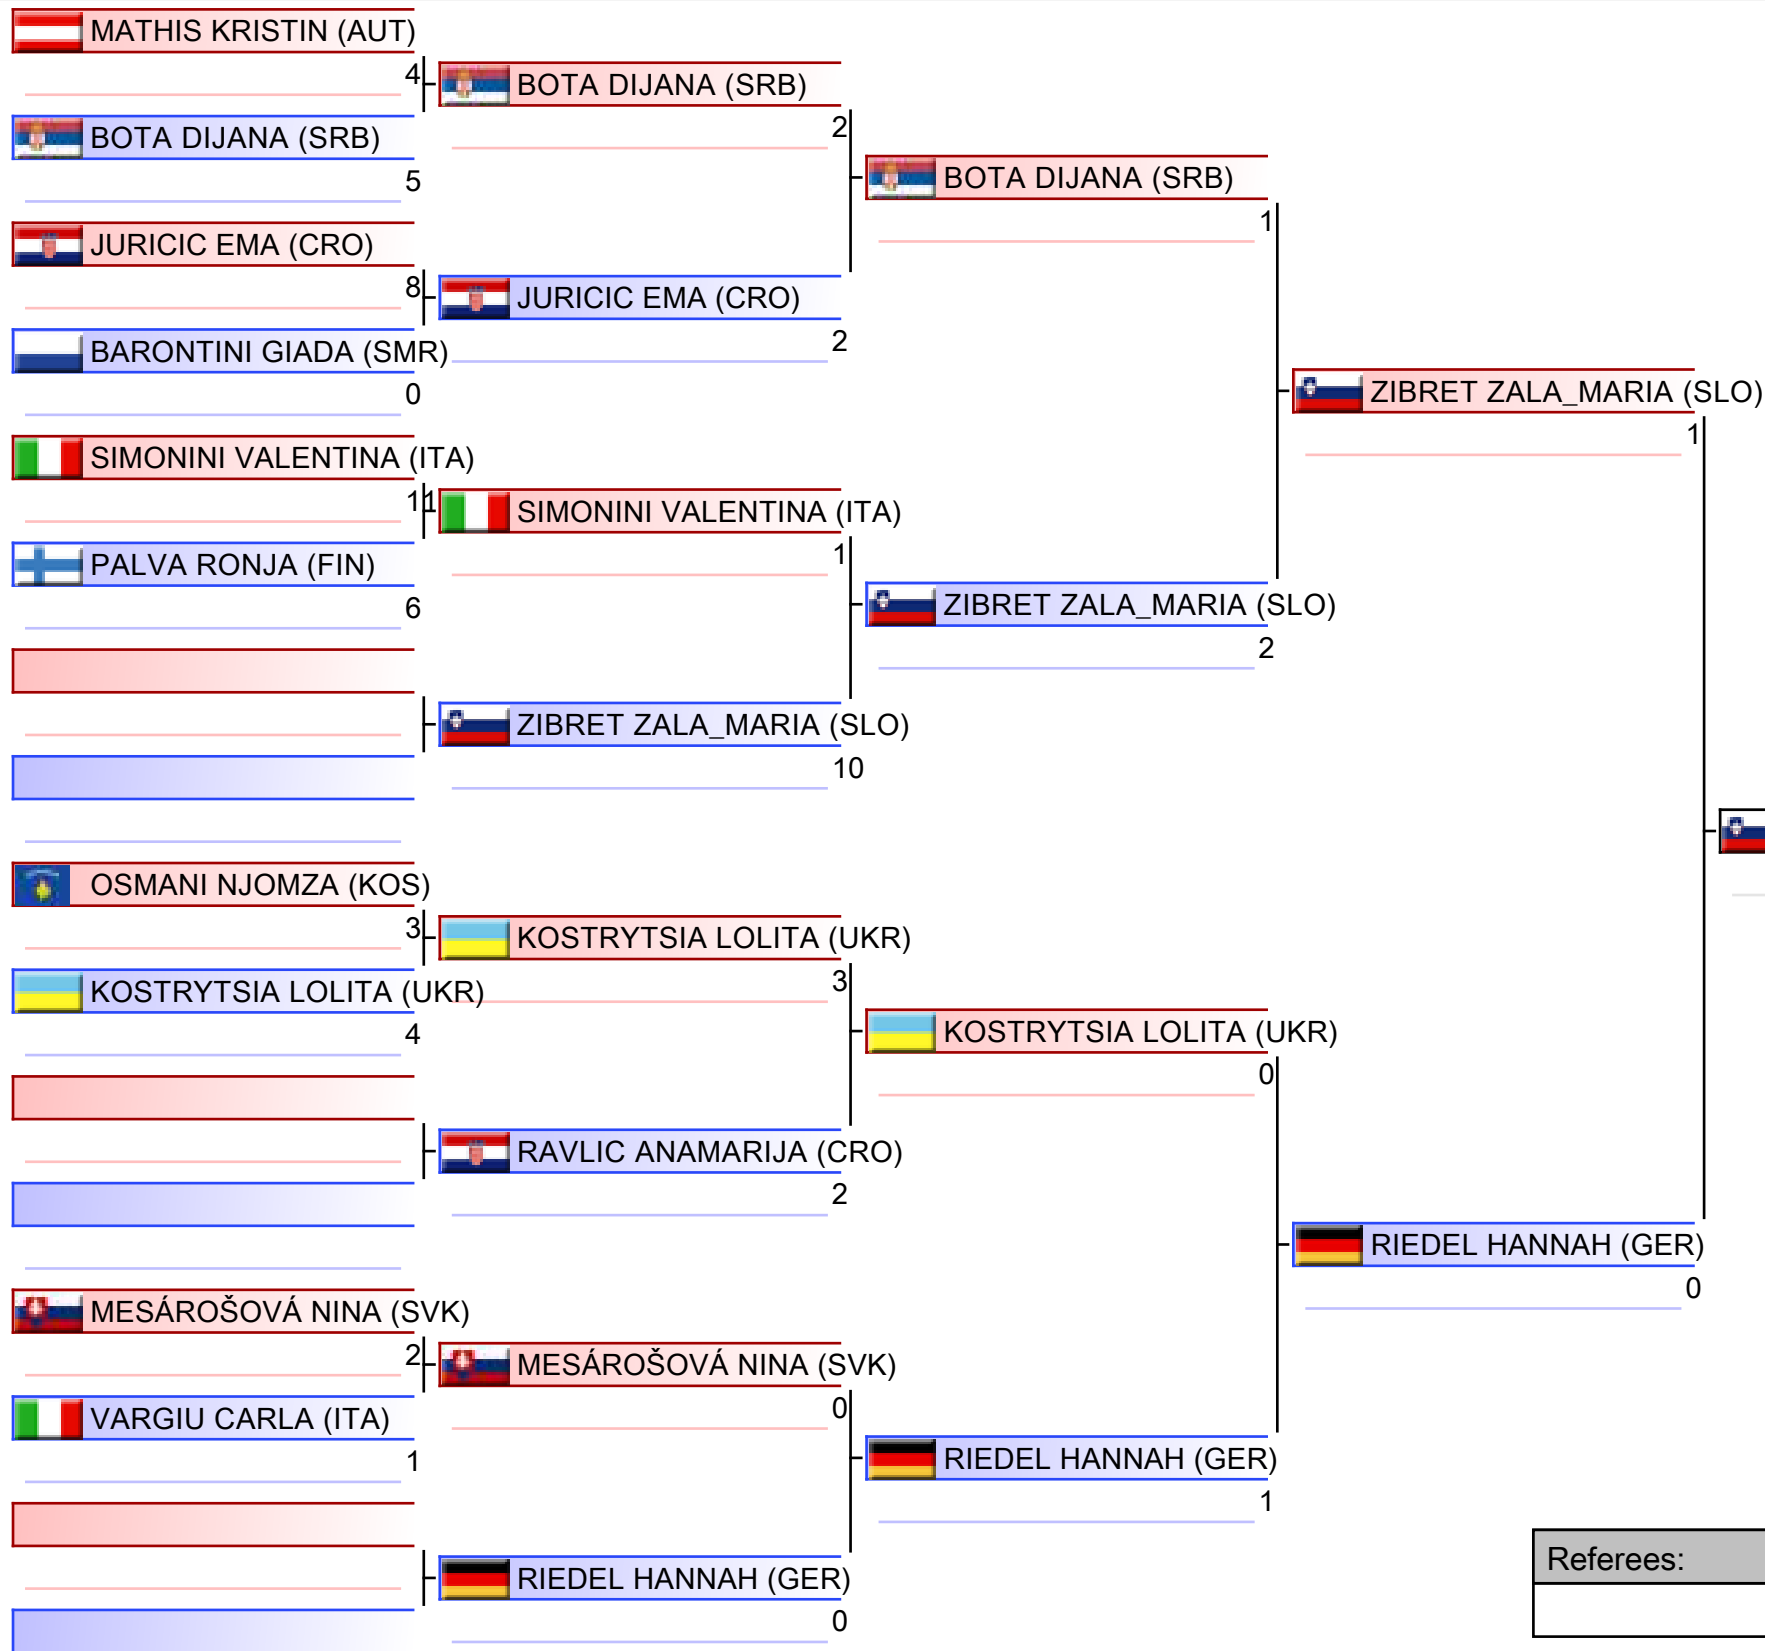 MATHIS KRISTIN (AUT)
4
BOTA DIJANA (SRB)
5
JURICIC EMA (CRO)
8
BARONTINI GIADA (SMR)
0
SIMONINI VALENTINA (ITA)
11
PALVA RONJA (FIN)
6
OSMANI NJOMZA (KOS)
3
KOSTRYTSIA LOLITA (UKR)
4
MESÁROŠOVÁ NINA (SVK)
2
VARGIU CARLA (ITA)
1
BOTA DIJANA (SRB)
2
JURICIC EMA (CRO)
2
SIMONINI VALENTINA (ITA)
1
ZIBRET ZALA_MARIA (SLO)
10
KOSTRYTSIA LOLITA (UKR)
3
RAVLIC ANAMARIJA (CRO)
2
MESÁROŠOVÁ NINA (SVK)
0
RIEDEL HANNAH (GER)
0
BOTA DIJANA (SRB)
1
ZIBRET ZALA_MARIA (SLO)
2
KOSTRYTSIA LOLITA (UKR)
0
RIEDEL HANNAH (GER)
1
ZIBRET ZALA_MARIA (SLO)
1
RIEDEL HANNAH (GER)
0
Referees: